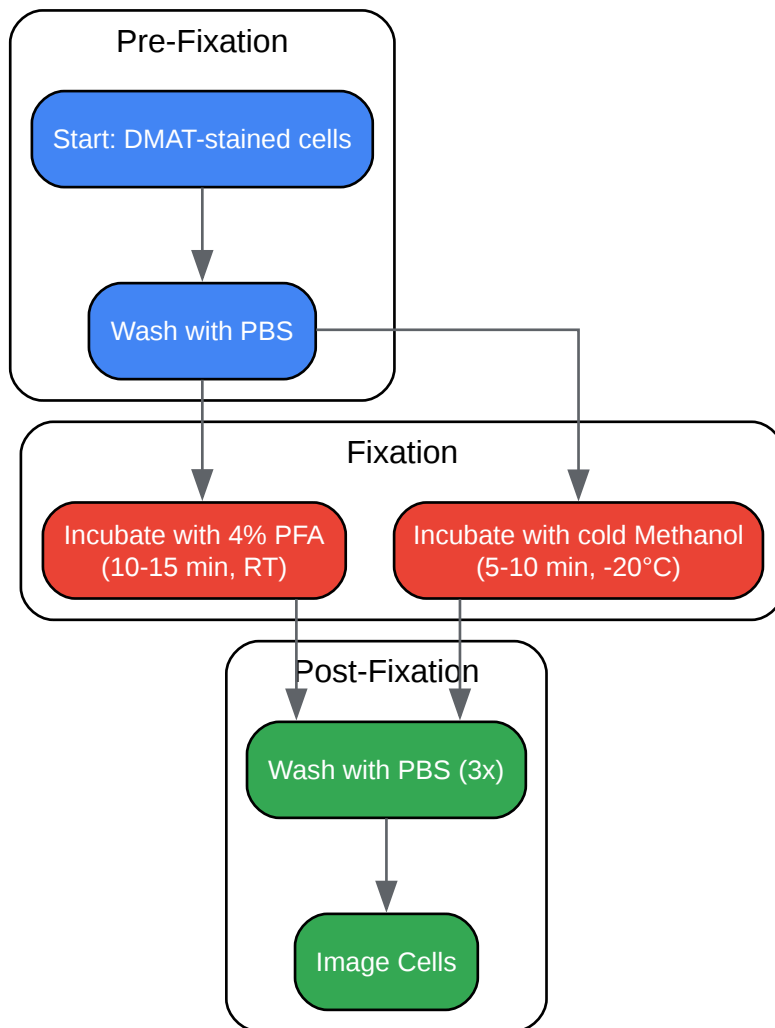 Pre-Fixation
Start: DMAT-stained cells
Wash with PBS
Fixation
Incubate with 4% PFA
(10-15 min, RT)
Incubate with cold Methanol
(5-10 min, -20°C)
Post-Fixation
Wash with PBS (3x)
Image Cells